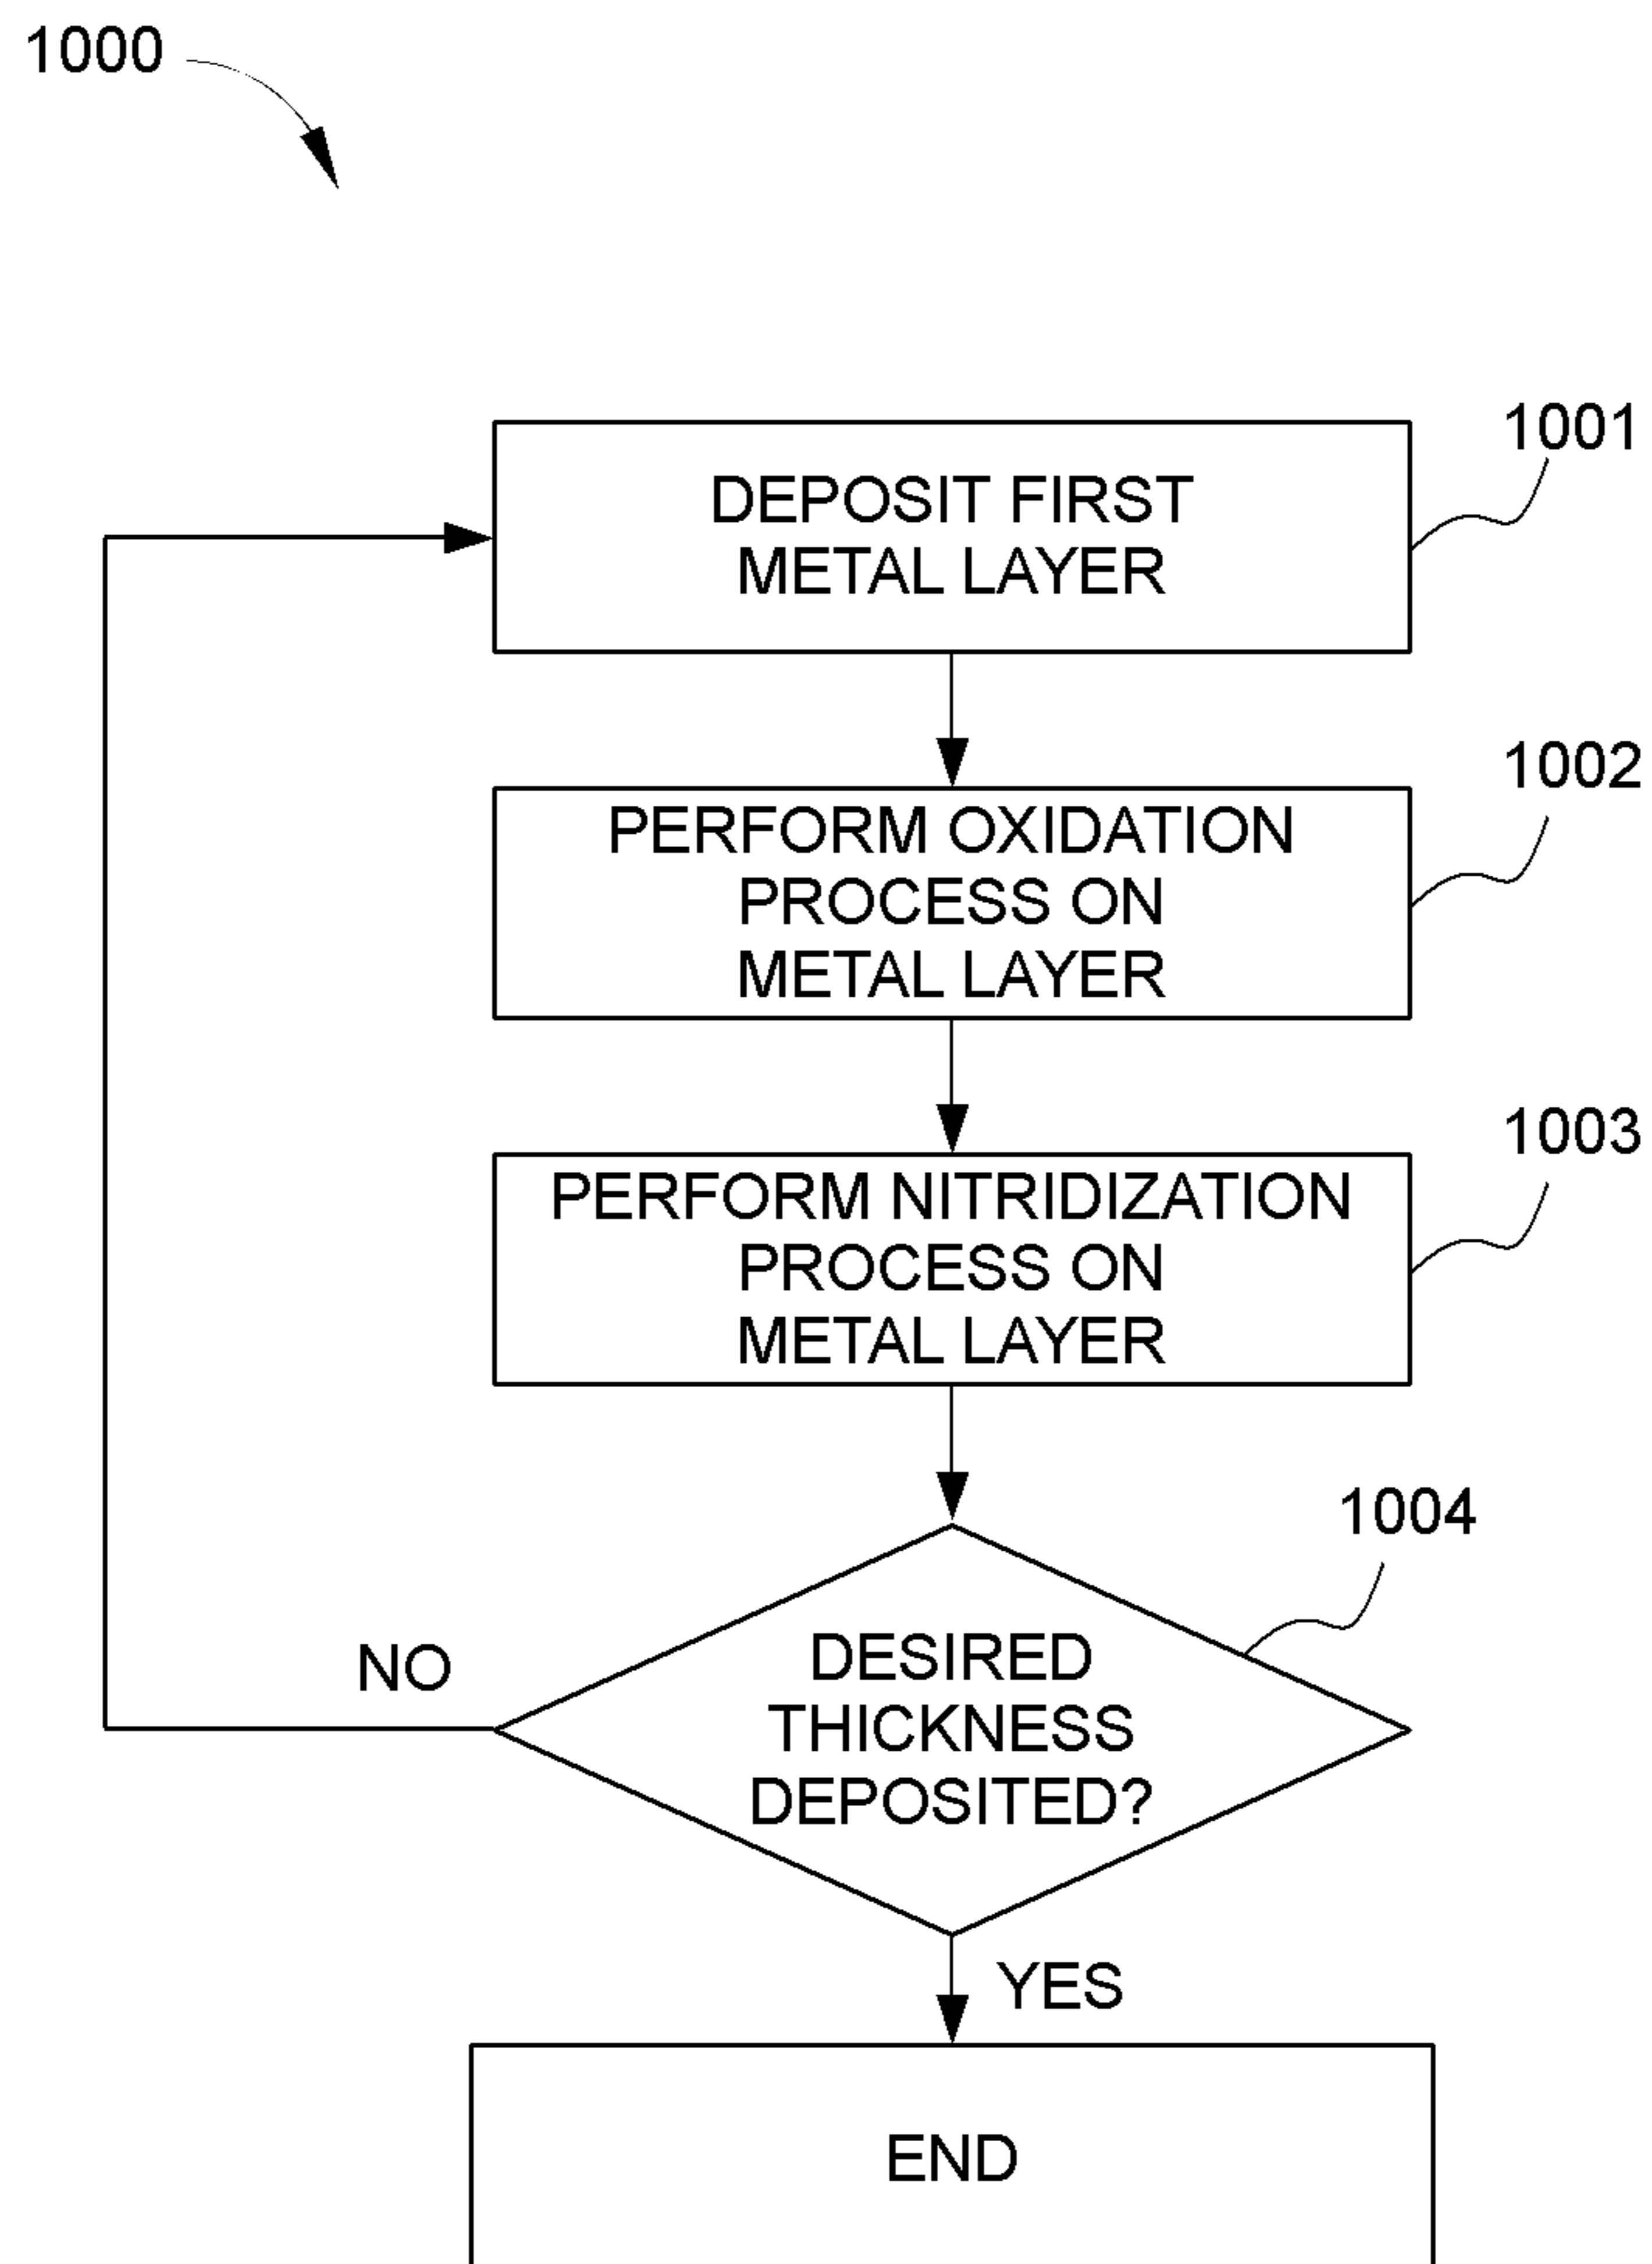 1000
1001
DEPOSIT FIRST
METAL LAYER
1002
PERFORM OXIDATION
PROCESS ON
METAL LAYER
1003
PERFORM NITRIDIZATION
PROCESS ON
METAL LAYER
1004
DESIRED
THICKNESS
DEPOSITED?
NO
YES
END